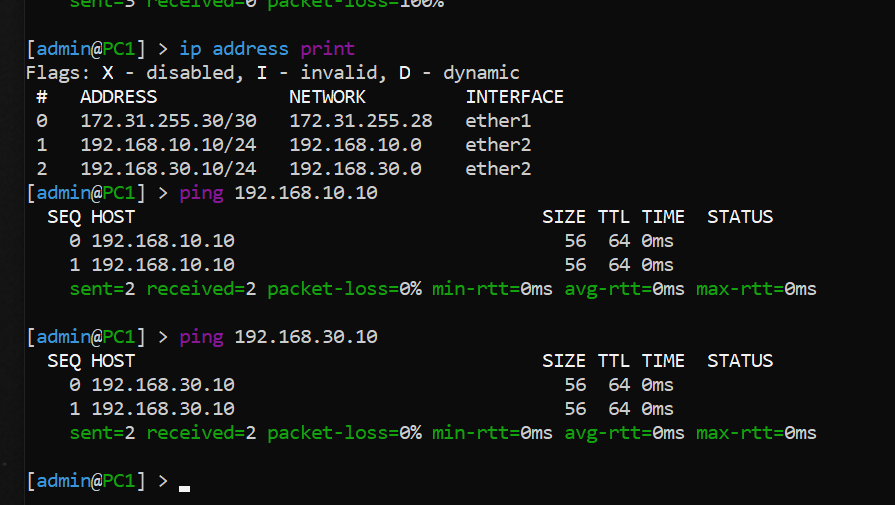 sent=3 received=0 packet-loss=100%
[admin@PC1] > ip address print
Flags: X - disabled, I - invalid, D - dynamic
#   ADDRESS            NETWORK         INTERFACE
0   172.31.255.30/30   172.31.255.28   ether1
1   192.168.10.10/24   192.168.10.0    ether2
2   192.168.30.10/24   192.168.30.0    ether2
[admin@PC1] > ping 192.168.10.10
SEQ HOST                                     SIZE TTL TIME  STATUS
0 192.168.10.10                              56  64 0ms
1 192.168.10.10                              56  64 0ms
sent=2 received=2 packet-loss=0% min-rtt=0ms avg-rtt=0ms max-rtt=0ms
[admin@PC1] > ping 192.168.30.10
SEQ HOST                                     SIZE TTL TIME  STATUS
0 192.168.30.10                              56  64 0ms
1 192.168.30.10                              56  64 0ms
sent=2 received=2 packet-loss=0% min-rtt=0ms avg-rtt=0ms max-rtt=0ms
[admin@PC1] >